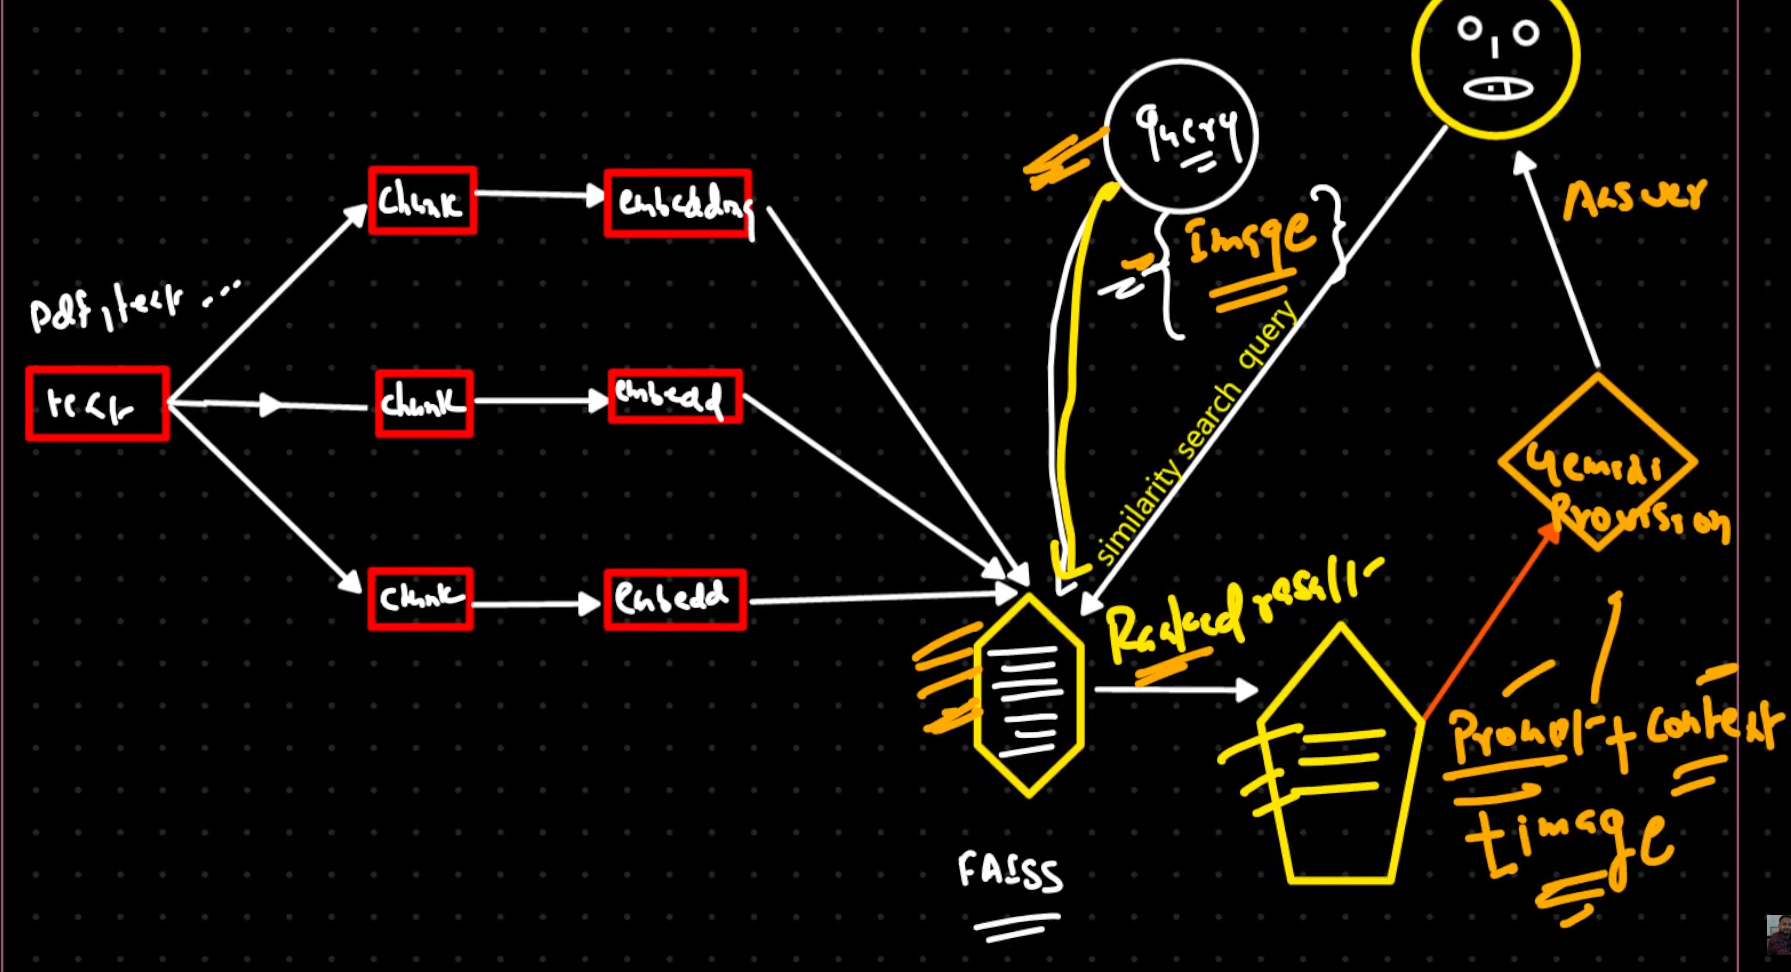 Pdf, text ...
text
Chunk
embedding
Chunk
embedd
Chunk
Embedd
FAISS
Query
Image
similarity search query
Ranked result
Prompt + Context
+ image
Gemini
Provision
Answer